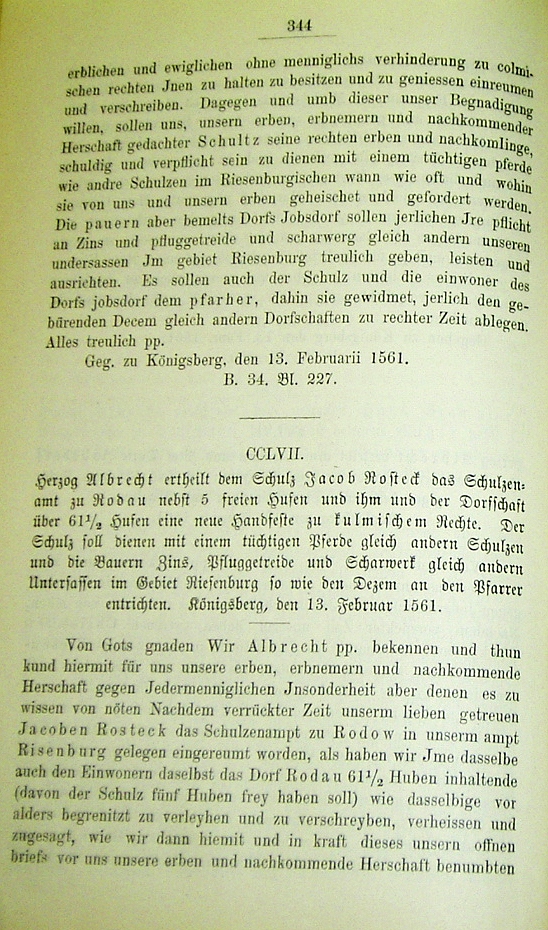 344
erblichen und ewiglichen ohne menniglichs verhinderung zu colmi-
schen rechten Jnen zu halten zu besitzen und zu geniessen einreumen
und verschreiben. Dagegen und umb dieser unser Begnadigung
willen, sollen uns, unsern erben, erbnemern und nachkommender
Herschaft gedachter Schultz seine rechten erben und nachkomlinge,
schuldig und verpflicht sein zu dienen mit einem tüchtigen pferde
wie andre Schulzen im Riesenburgischen wann wie oft und wohin
sie von uns und unsern erben geheischet und gefordert werden.
Die pauern aber bemelts Dorfs Jobsdorf sollen jerlichen Jre pflicht
an Zins und pfluggetreide und scharwerg gleich andern unseren
undersassen Jm gebiet Riesenburg treulich geben, leisten und
ausrichten. Es sollen auch der Schulz und die einwoner des
Dorfs jobsdorf dem pfarher, dahin sie gewidmet, jerlich den ge-
bürenden Decem gleich andern Dorfschaften zu rechter Zeit ablegen.
Alles treulich pp.
Geg. zu Königsberg, den 13. Februarii 1561.
B. 34. Bl. 227.
CCLVII.
Herzog Albrecht ertheilt dem Schulz Jacob Rosteck das Schulzen-
amt zu Rodau nebst 5 freien Hufen und ihm und der Dorfschaft
über 61½ Hufen eine neue Handfeste zu kulmischem Rechte. Der
Schulz soll dienen mit einem tüchtigen Pferde gleich andern Schulzen
und die Bauern Zins, Pfluggetreide und Scharwerk gleich andern
Untersassen im Gebiet Riesenburg so wie den Dezem an den Pfarrer
entrichten. Königsberg, den 13. Februar 1561.
Von Gots gnaden Wir Albrecht pp. bekennen und thun
kund hiermit für uns unsere erben, erbnemern und nachkommende
Herschaft gegen Jedermenniglichen Jnsonderheit aber denen es zu
wissen von nöten Nachdem verrückter Zeit unserm lieben getreuen
Jacoben Rosteck das Schulzenampt zu Rodow in unserm ampt
Risenburg gelegen eingereumt worden, als haben wir Jme dasselbe
auch den Einwonern daselbst das Dorf Rodau 61½ Huben inhaltende
(davon der Schulz fünf Huben frey haben soll) wie dasselbige vor
alders begrenitzt zu verleyhen und zu verschreyben, verheissen und
zugesagt, wie wir dann hiemit und in kraft dieses unsern offnen
briefs vor uns unsere erben und nachkommende Herschaft benumbten